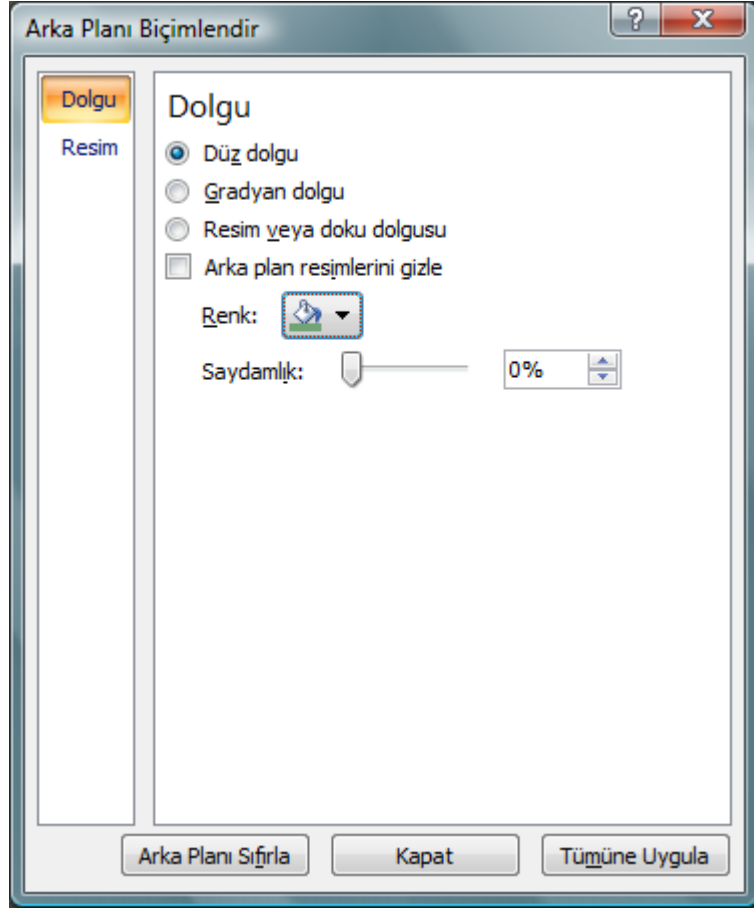 Arka Planı Biçimlendir
Dolgu
Resim
Dolgu
Düz dolgu
Gradyan dolgu
Resim veya doku dolgusu
Arka plan resimlerini gizle
Renk:
Saydamlık:
0%
Arka Planı Sıfırla
Kapat
Tümüne Uygula